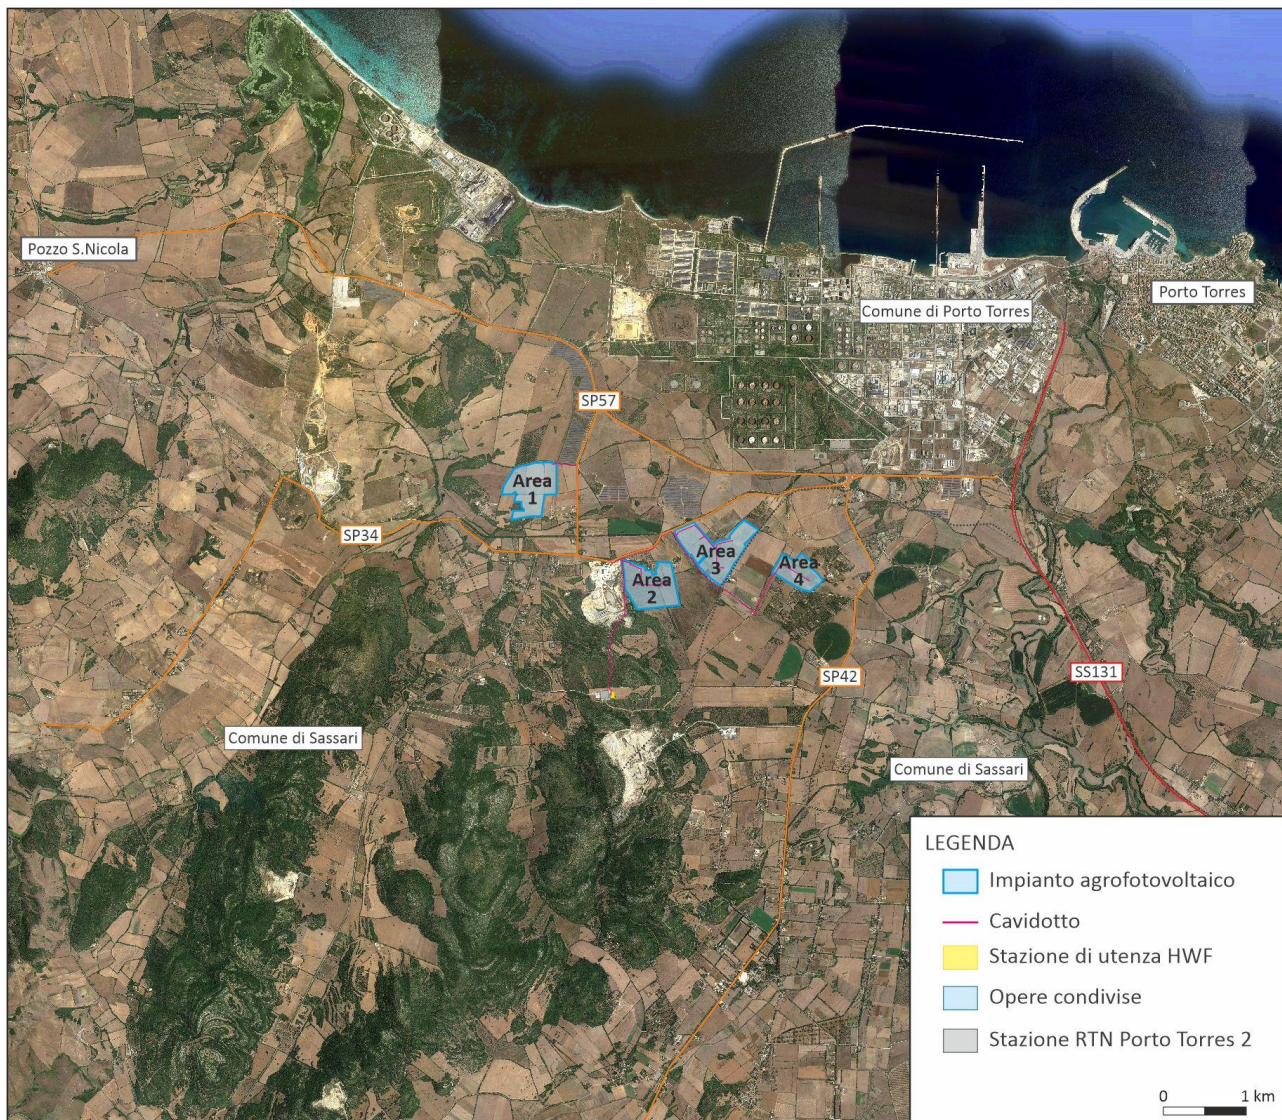 Pozzo S.Nicola
Porto Torres
Comune di Porto Torres
SP57
Area
1
SP34
Area
3
Area
4
Area
2
SS131
SP42
Comune di Sassari
Comune di Sassari
LEGENDA
Impianto agrofotovoltaico
Cavidotto
Stazione di utenza HWF
Opere condivise
Stazione RTN Porto Torres 2
0 1 km